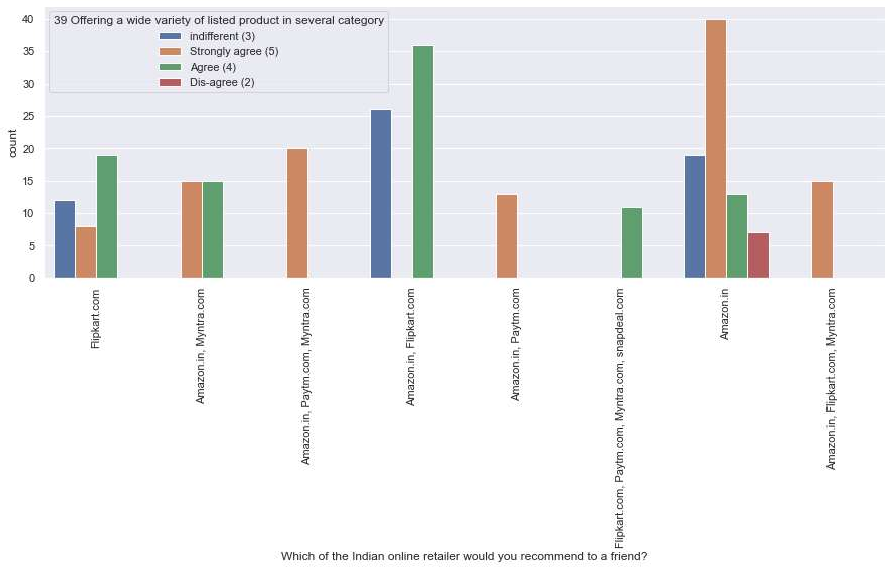 39 Offering a wide variety of listed product in several category
indifferent (3)
Strongly agree (5)
Agree (4)
Dis-agree (2)
40
35
30
25
20
15
10
5
0
count
Flipkart.com
Amazon.in, Myntra.com
Amazon.in, Paytm.com, Myntra.com
Amazon.in, Flipkart.com
Amazon.in, Paytm.com
Flipkart.com, Paytm.com, Myntra.com, snapdeal.com
Amazon.in
Amazon.in, Flipkart.com, Myntra.com
Which of the Indian online retailer would you recommend to a friend?